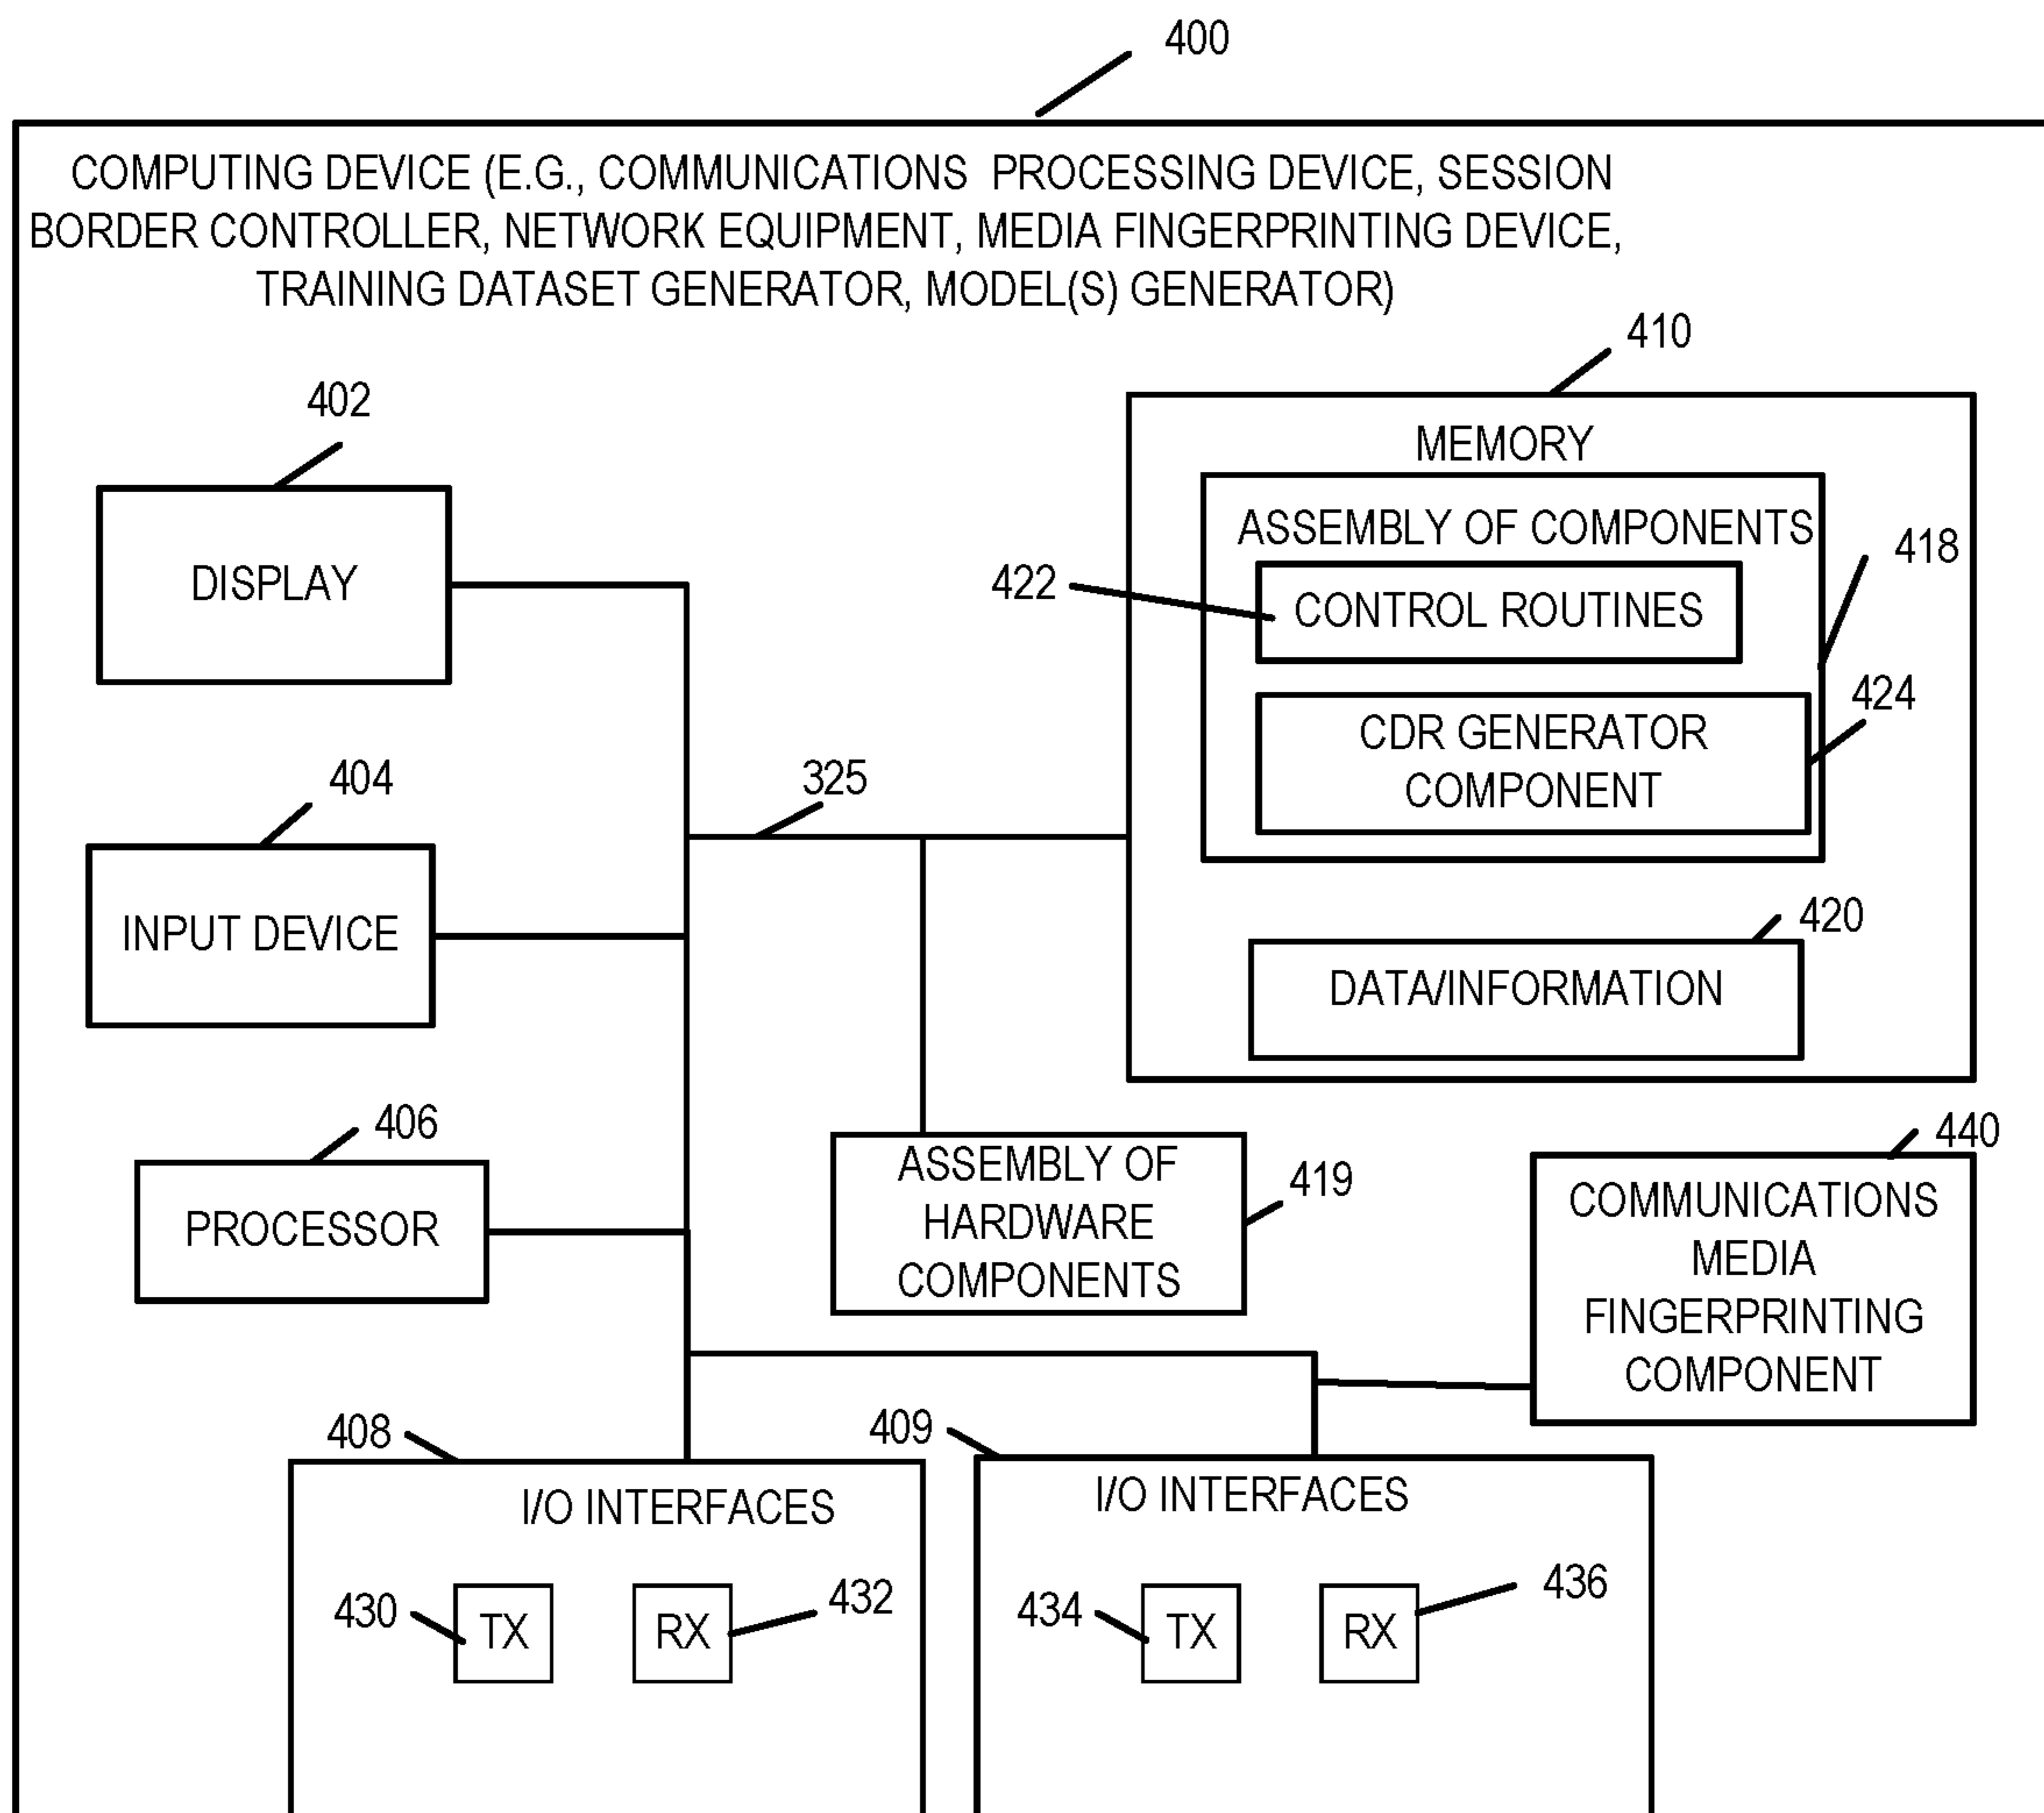 400
COMPUTING DEVICE (E.G., COMMUNICATIONS PROCESSING DEVICE, SESSION
BORDER CONTROLLER, NETWORK EQUIPMENT, MEDIA FINGERPRINTING DEVICE,
TRAINING DATASET GENERATOR, MODEL(S) GENERATOR)
402
DISPLAY
404
INPUT DEVICE
406
PROCESSOR
325
410
MEMORY
ASSEMBLY OF COMPONENTS
418
422
CONTROL ROUTINES
424
CDR GENERATOR
COMPONENT
420
DATA/INFORMATION
ASSEMBLY OF
HARDWARE
COMPONENTS
419
440
COMMUNICATIONS
MEDIA
FINGERPRINTING
COMPONENT
408
I/O INTERFACES
430
TX
RX
432
409
I/O INTERFACES
434
TX
RX
436